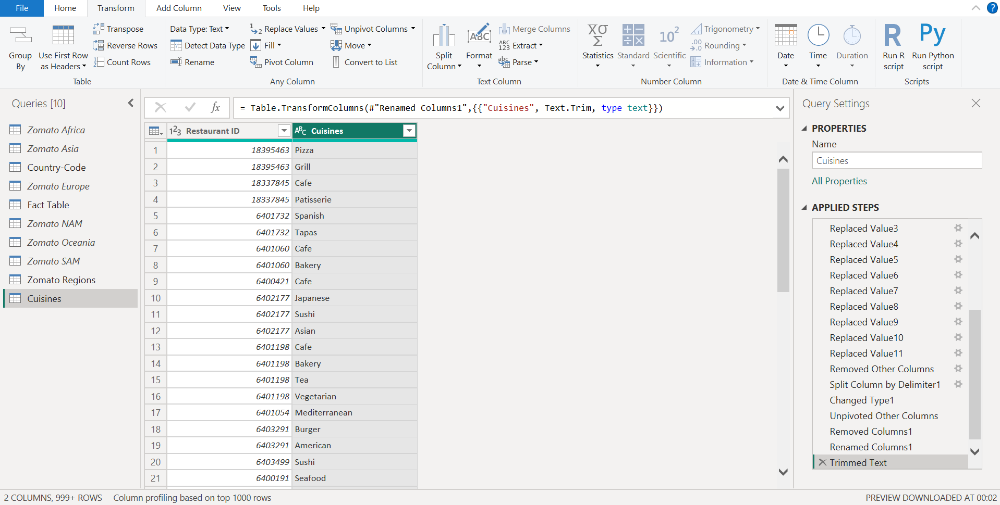 File Home Transform Add Column View Tools Help ?
Transpose Data Type: Text Replace Values Unpivot Columns Merge Columns Trigonometry
Reverse Rows Detect Data Type Fill Move Extract Rounding
Count Rows Rename Pivot Column Convert to List Parse Information
Group By
Use First Row as Headers
Split Column
Format
Statistics
Standard
Scientific
Date
Time
Duration
Run R script
Run Python script
Table Any Column Text Column Number Column Date & Time Column Scripts
Queries [10]
Zomato Africa
Zomato Asia
Country-Code
Zomato Europe
Fact Table
Zomato NAM
Zomato Oceania
Zomato SAM
Zomato Regions
Cuisines
fx = Table.TransformColumns(#"Renamed Columns1",{{"Cuisines", Text.Trim, type text}})
123 Restaurant ID ABC Cuisines
1 18395463 Pizza
2 18395463 Grill
3 18337845 Cafe
4 18337845 Patisserie
5 6401732 Spanish
6 6401732 Tapas
7 6401060 Cafe
8 6401060 Bakery
9 6400421 Cafe
10 6402177 Japanese
11 6402177 Sushi
12 6402177 Asian
13 6401198 Cafe
14 6401198 Bakery
15 6401198 Tea
16 6401198 Vegetarian
17 6401054 Mediterranean
18 6403291 Burger
19 6403291 American
20 6403499 Sushi
21 6400191 Seafood
Query Settings
PROPERTIES
Name
Cuisines
All Properties
APPLIED STEPS
Replaced Value3
Replaced Value4
Replaced Value5
Replaced Value6
Replaced Value7
Replaced Value8
Replaced Value9
Replaced Value10
Replaced Value11
Removed Other Columns
Split Column by Delimiter1
Changed Type1
Unpivoted Other Columns
Removed Columns1
Renamed Columns1
Trimmed Text
2 COLUMNS, 999+ ROWS Column profiling based on top 1000 rows PREVIEW DOWNLOADED AT 00:02